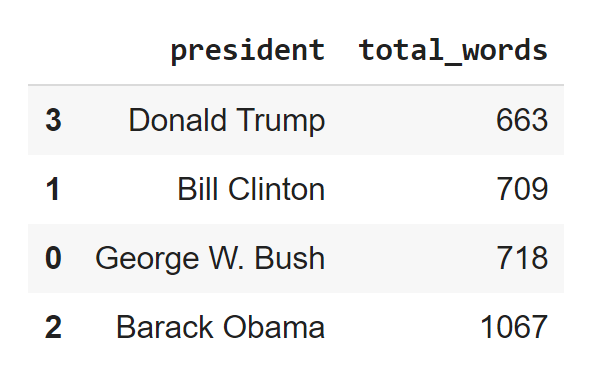 president total_words
3 Donald Trump 663
1 Bill Clinton 709
0 George W. Bush 718
2 Barack Obama 1067